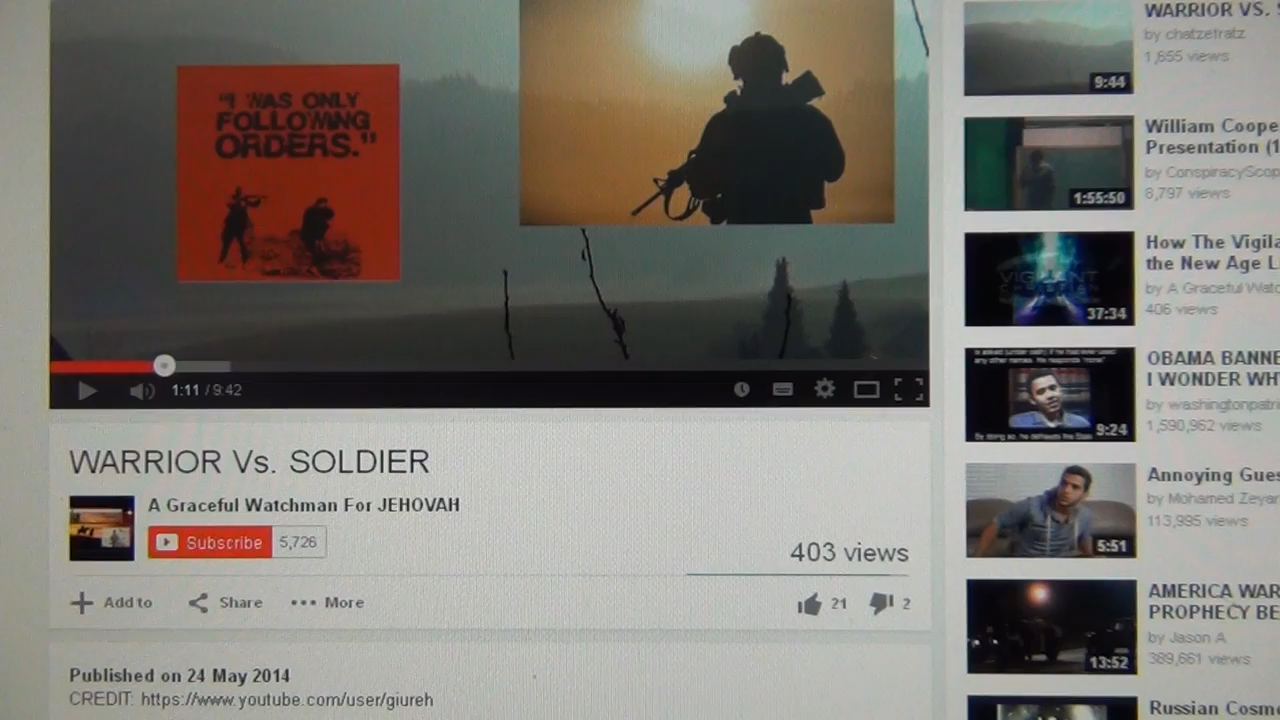 "I WAS ONLY
FOLLOWING
ORDERS."
1:11 / 9:42
WARRIOR Vs. SOLDIER
A Graceful Watchman For JEHOVAH
Subscribe 5,726
403 views
Add to Share More
21 2
Published on 24 May 2014
CREDIT: https://www.youtube.com/user/giureh
WARRIOR VS.
by chatzefratz
1,655 views
9:44
William Coope
Presentation (1
by ConspiracyScop
8,797 views
1:55:50
How The Vigila
the New Age L
by A Graceful Watc
406 views
VIGILANT
37:34
OBAMA BANNE
I WONDER WH
by washingtonpatri
1,590,962 views
9:24
Annoying Gues
by Mohamed Zeyar
113,995 views
5:51
AMERICA WAR
PROPHECY BE
by Jason A
389,661 views
13:52
Russian Cosm